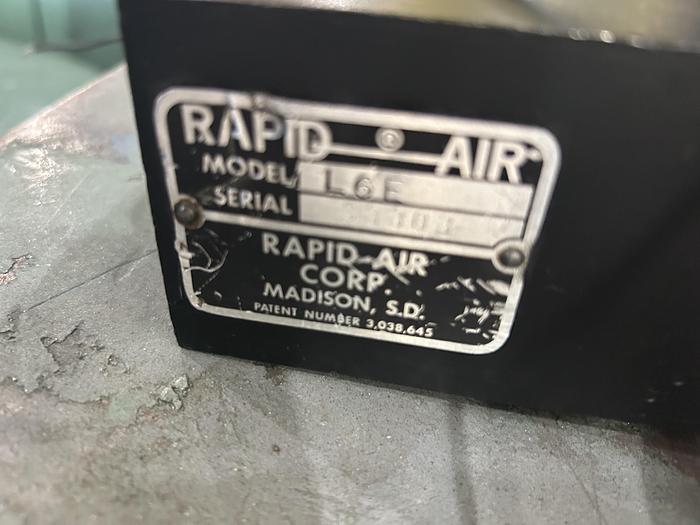 RAPID ® AIR
MODEL L6E
SERIAL
RAPID-AIR
CORP.
MADISON, S.D.
PATENT NUMBER 3,038,645